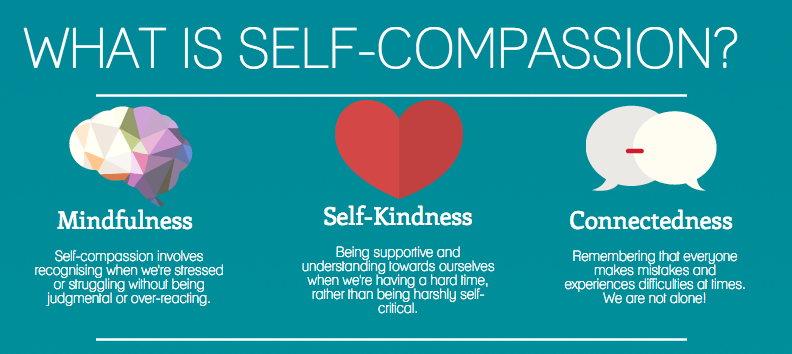 WHAT IS SELF-COMPASSION?
Mindfulness
Self-compassion involves
recognising when we're stressed
or struggling without being
judgmental or over-reacting.
Self-Kindness
Being supportive and
understanding towards ourselves
when we're having a hard time,
rather than being harshly self-
critical.
Connectedness
Remembering that everyone
makes mistakes and
experiences difficulties at times.
We are not alone!